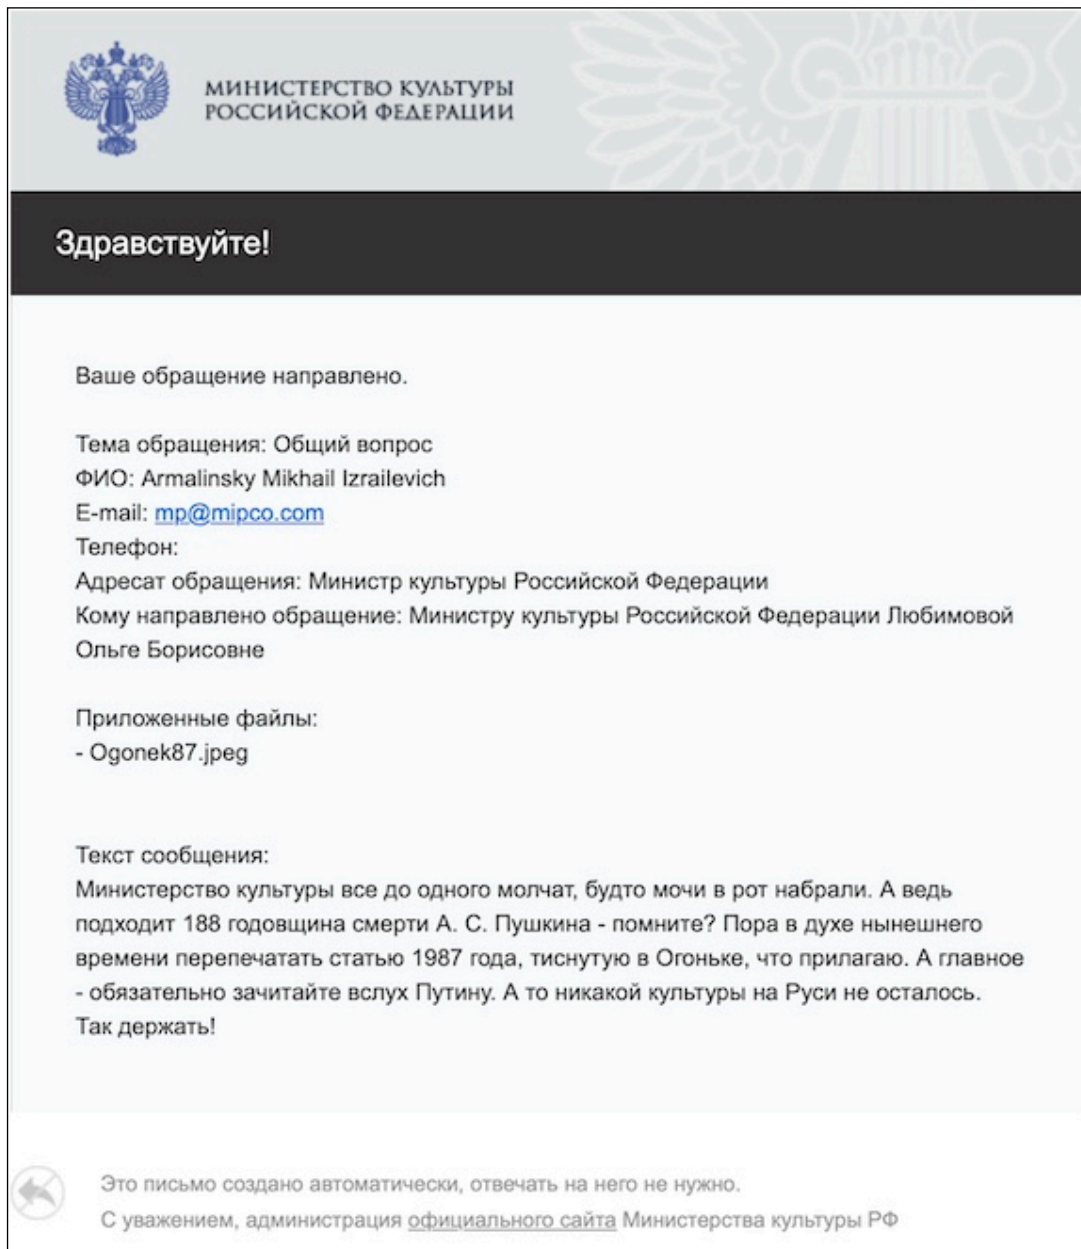 МИНИСТЕРСТВО КУЛЬТУРЫ
РОССИЙСКОЙ ФЕДЕРАЦИИ
Здравствуйте!
Ваше обращение направлено.
Тема обращения: Общий вопрос
ФИО: Armalinsky Mikhail Izrailevich
E-mail: mp@mipco.com
Телефон:
Адресат обращения: Министр культуры Российской Федерации
Кому направлено обращение: Министру культуры Российской Федерации Любимовой
Ольге Борисовне
Приложенные файлы:
- Ogonek87.jpeg
Текст сообщения:
Министерство культуры все до одного молчат, будто мочи в рот набрали. А ведь
подходит 188 годовщина смерти А. С. Пушкина - помните? Пора в духе нынешнего
времени перепечатать статью 1987 года, тиснутую в Огоньке, что прилагаю. А главное
- обязательно зачитайте вслух Путину. А то никакой культуры на Руси не осталось.
Так держать!
Это письмо создано автоматически, отвечать на него не нужно.
С уважением, администрация официального сайта Министерства культуры РФ